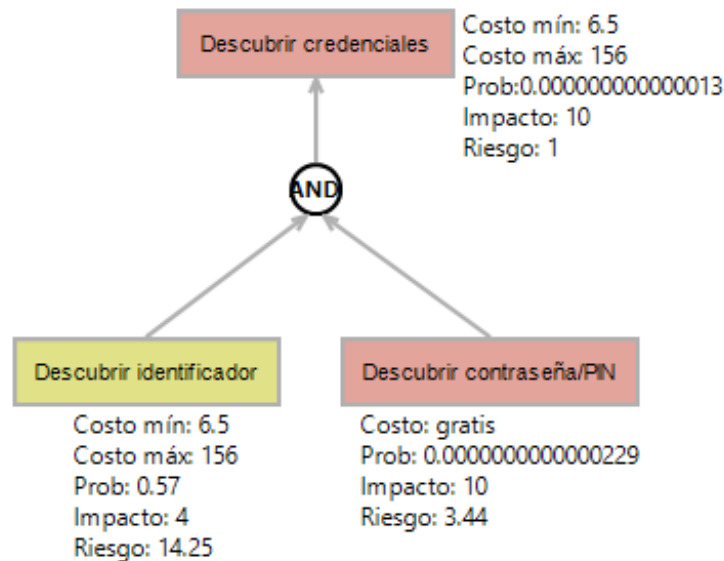 Descubrir credenciales
Costo mín: 6.5
Costo máx: 156
Prob:0.000000000000013
Impacto: 10
Riesgo: 1
AND
Descubrir identificador
Costo mín: 6.5
Costo máx: 156
Prob: 0.57
Impacto: 4
Riesgo: 14.25
Descubrir contraseña/PIN
Costo: gratis
Prob: 0.0000000000000229
Impacto: 10
Riesgo: 3.44